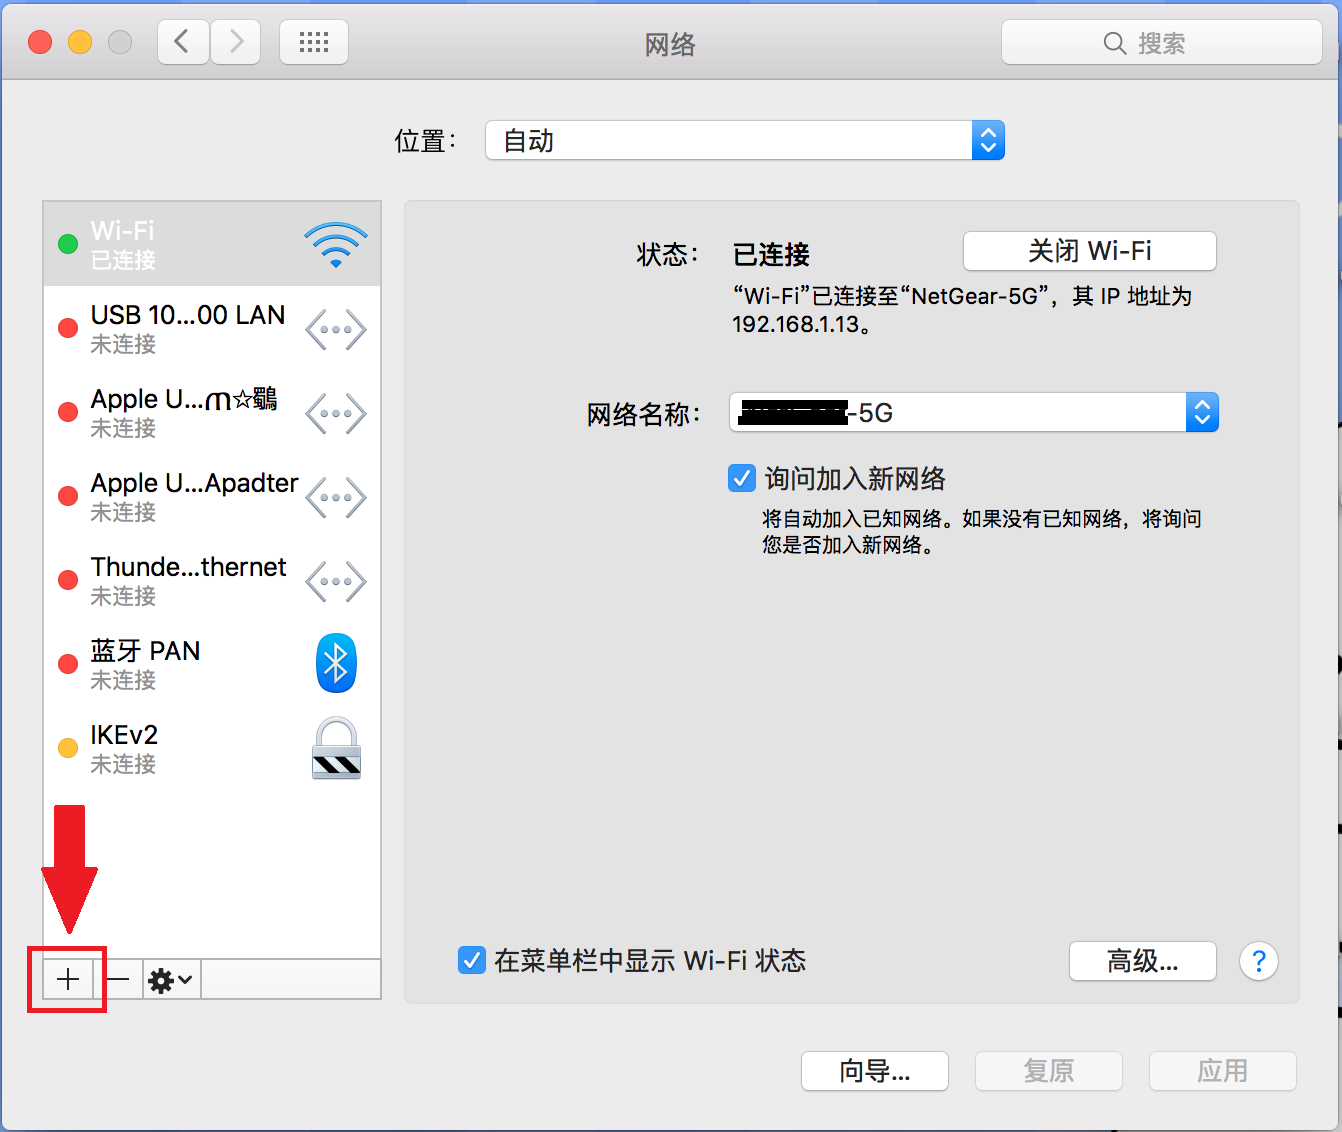 网络
搜索
位置：
自动
Wi-Fi
已连接
USB 10...00 LAN
未连接
Apple U...
未连接
Apple U...Apadter
未连接
Thunde...thernet
未连接
蓝牙 PAN
未连接
IKEv2
未连接
状态：
已连接
关闭 Wi-Fi
“Wi-Fi”已连接至“NetGear-5G”，其 IP 地址为
192.168.1.13。
网络名称：
-5G
询问加入新网络
将自动加入已知网络。如果没有已知网络，将询问
您是否加入新网络。
在菜单栏中显示 Wi-Fi 状态
高级...
?
向导...
复原
应用